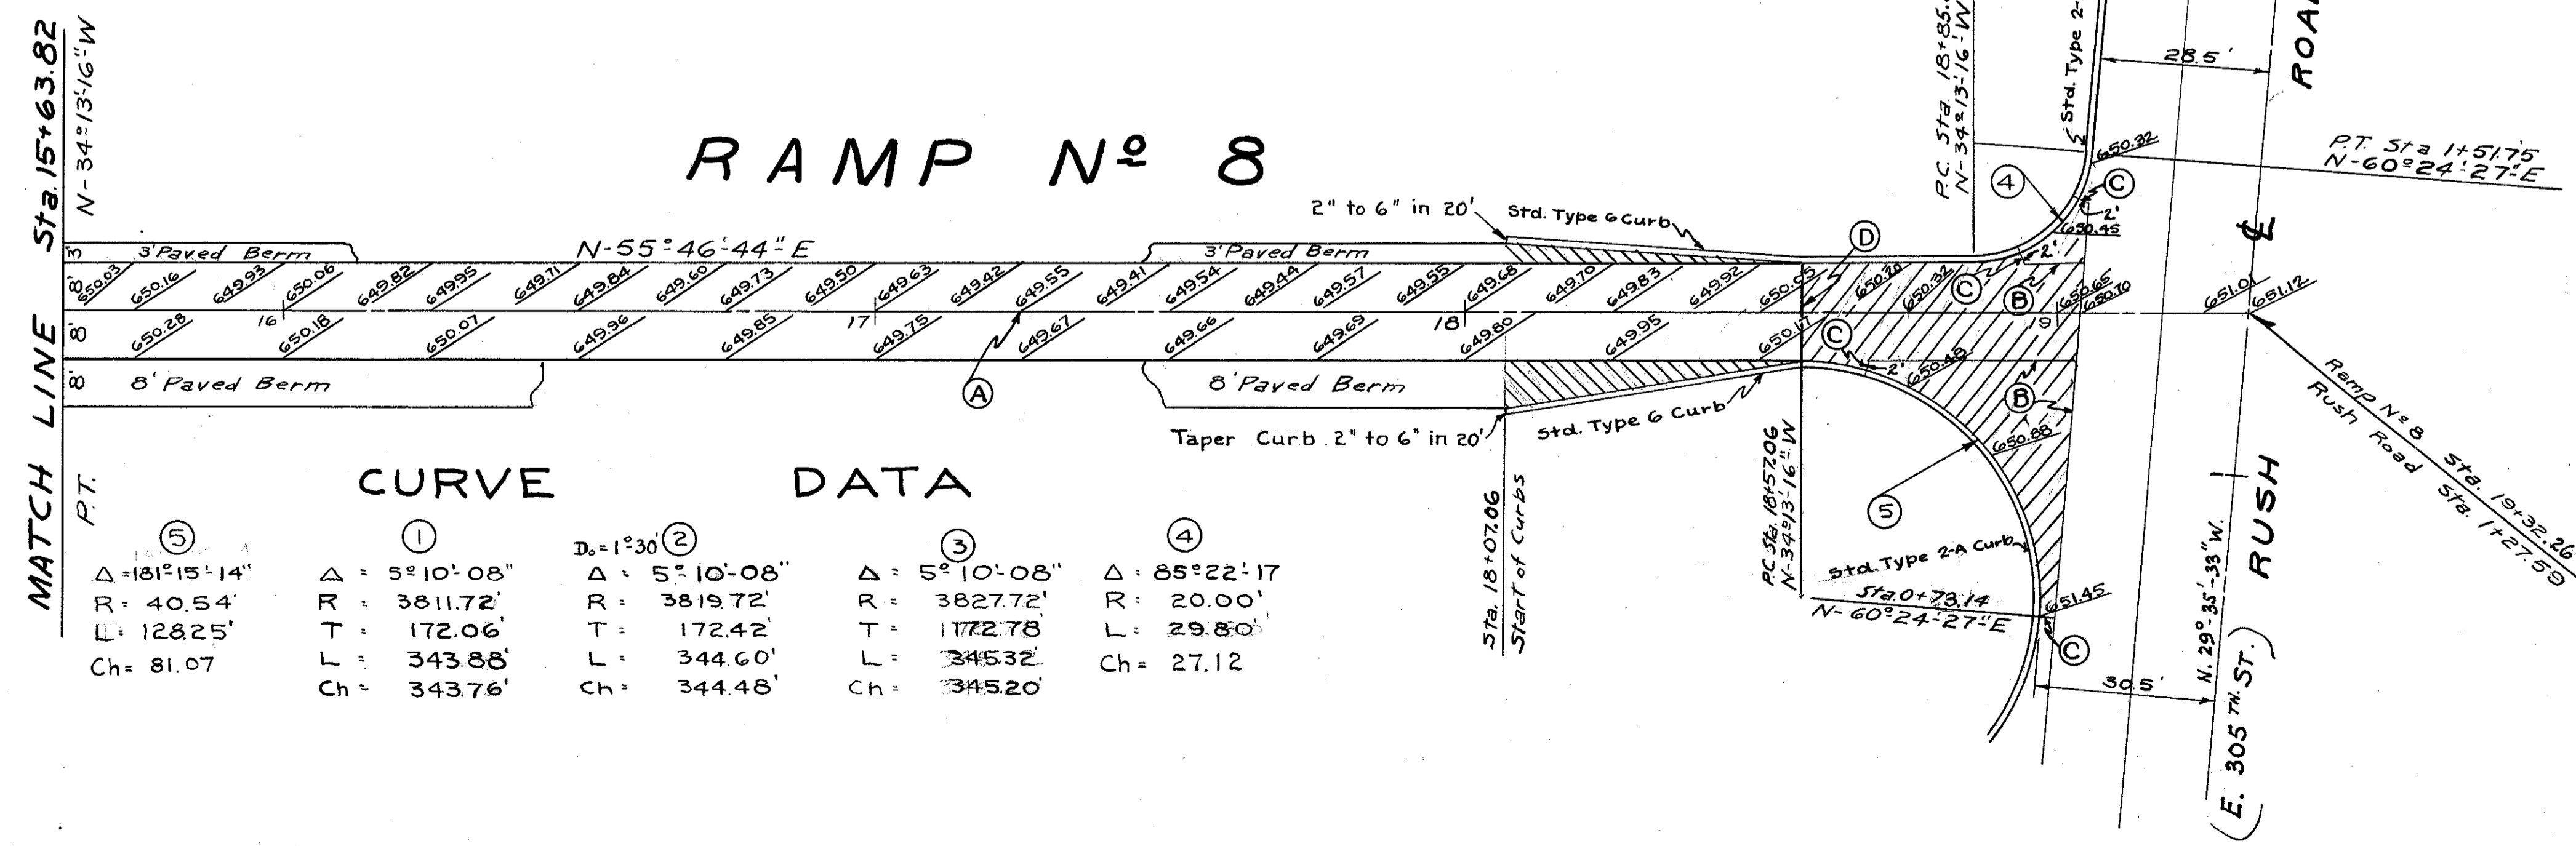 MATCH LINE Sta. 15+63.82
N-34°-13'-16" W
P.T.
RAMP Nº 8
3' Paved Berm
N-55°46'-44" E
3' Paved Berm
2" to 6" in 20'
Std. Type 6 Curb
3'
8'
8'
8'
650.03
650.16
649.93
650.06
649.82
649.95
649.71
649.84
649.60
649.73
649.50
649.63
649.42
649.55
649.41
649.54
649.44
649.57
649.55
649.68
649.70
649.83
649.92
650.05
650.20
650.32
650.65
650.70
651.01
651.12
16
17
18
9
650.28
650.18
650.07
649.96
649.85
649.75
649.67
649.66
649.69
649.80
649.95
650.17
650.48
650.88
651.45
650.45
650.32
8' Paved Berm
8' Paved Berm
Taper Curb 2" to 6" in 20'
Std. Type 6 Curb
A
B
B
C
C
C
C
D
4
5
2'
2'
2'
Sta. 18+07.06
Start of Curbs
P.C. Sta. 18+57.06
N-34°13'-16" W
P.C. Sta. 18+85.
N-34°-13'-16" W
Std. Type 2-
28.5'
ROA
P.T. Sta 1+51.75
N-60°24'-27" E
℄
Ramp Nº 8 Sta. 19+32.26
Rush Road Sta. 1+27.59
Std. Type 2-A Curb
Sta. 0+73.14
N-60°24'-27" E
30.5'
N. 29°-35'-33" W.
RUSH
(E. 305 TH. ST.)
CURVE DATA
5
Δ = 181°15'-14"
R = 40.54'
L = 128.25'
Ch = 81.07
1
Δ = 5°10'-08"
R = 3811.72'
T = 172.06'
L = 343.88'
Ch = 343.76'
D₀ = 1°30' 2
Δ = 5°-10'-08"
R = 3819.72'
T = 172.42'
L = 344.60'
Ch = 344.48'
3
Δ = 5°10'-08"
R = 3827.72'
T = 172.78
L = 345.32
Ch = 345.20'
4
Δ = 85°22'-17
R = 20.00'
L = 29.80'
Ch = 27.12